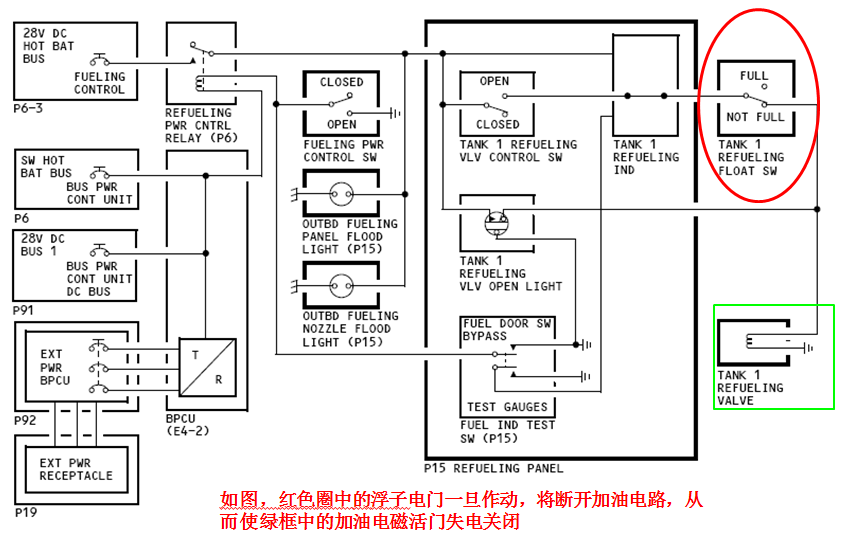 28V DC
HOT BAT
BUS
FUELING
CONTROL
P6-3
REFUELING
PWR CNTRL
RELAY (P6)
SW HOT
BAT BUS
BUS PWR
CONT UNIT
P6
28V DC
BUS 1
BUS PWR
CONT UNIT
DC BUS
P91
EXT
PWR
BPCU
P92
T
R
BPCU
(E4-2)
EXT PWR
RECEPTACLE
P19
CLOSED
OPEN
FUELING PWR
CONTROL SW
OUTBD FUELING
PANEL FLOOD
LIGHT (P15)
OUTBD FUELING
NOZZLE FLOOD
LIGHT (P15)
OPEN
CLOSED
TANK 1 REFUELING
VLV CONTROL SW
TANK 1
REFUELING
IND
TANK 1
REFUELING
VLV OPEN LIGHT
FUEL DOOR SW
BYPASS
TEST GAUGES
FUEL IND TEST
SW (P15)
P15 REFUELING PANEL
FULL
NOT FULL
TANK 1
REFUELING
FLOAT SW
TANK 1
REFUELING
VALVE
如图，红色圈中的浮子电门一旦作动，将断开加油电路，从
而使绿框中的加油电磁活门失电关闭